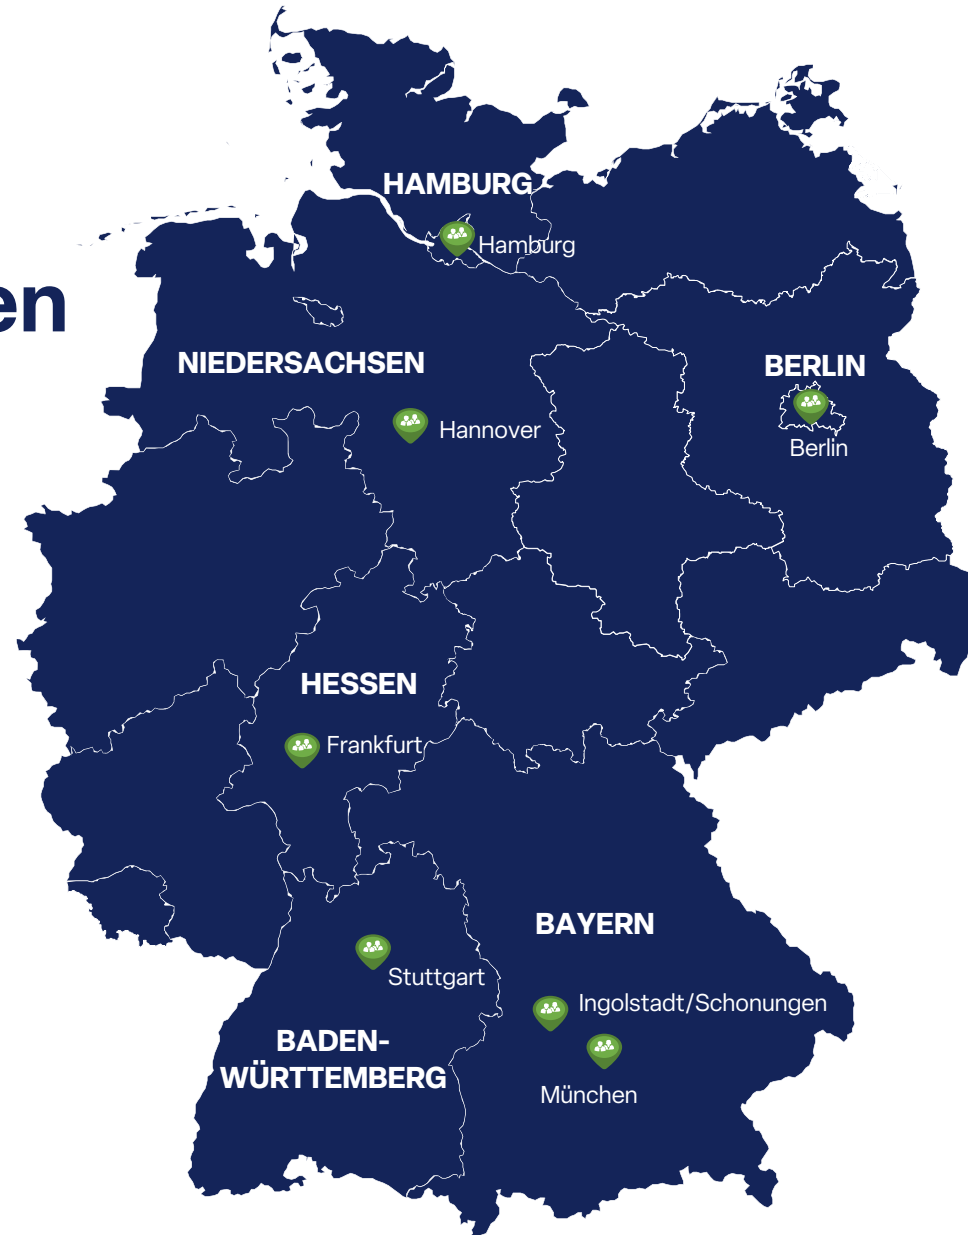 HAMBURG
Hamburg
en
NIEDERSACHSEN
BERLIN
Hannover
Berlin
HESSEN
Frankfurt
BAYERN
Stuttgart
Ingolstadt/Schonungen
BADEN-
WÜRTTEMBERG
München